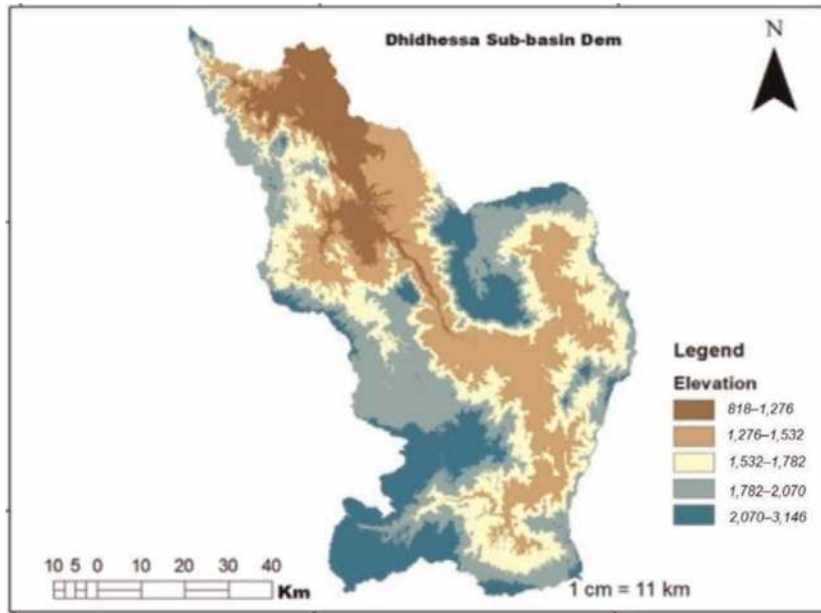 Dhidhessa Sub-basin Dem
N
Legend
Elevation
818–1,276
1,276–1,532
1,532–1,782
1,782–2,070
2,070–3,146
10 5 0 10 20 30 40
Km
1 cm = 11 km